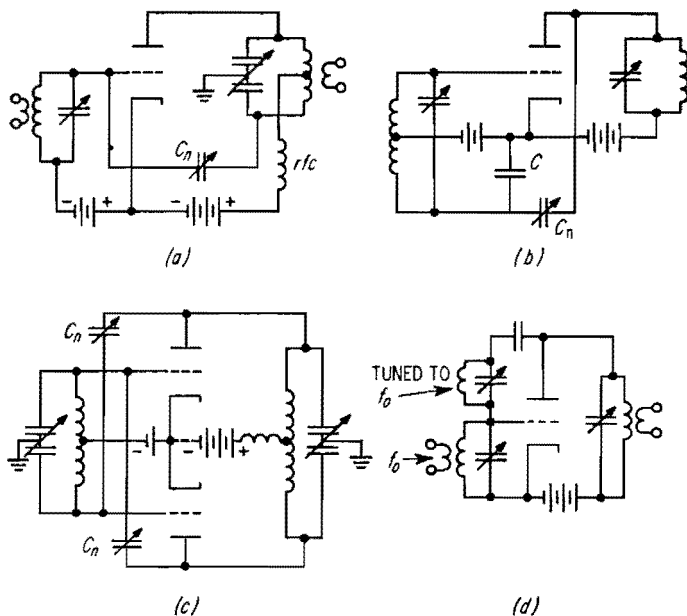 Cn
rfc
- + - +
(a)
C
Cn
(b)
Cn
- - +
Cn
(c)
TUNED TO
fo
fo
(d)